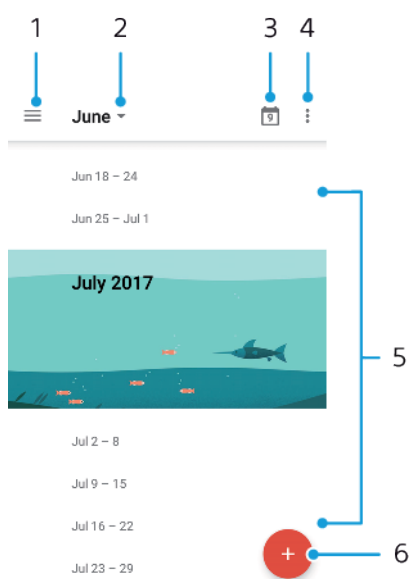 1 2 3 4
June 9
Jun 18 – 24
Jun 25 – Jul 1
July 2017
5
Jul 2 – 8
Jul 9 – 15
Jul 16 – 22
+ 6
Jul 23 – 29